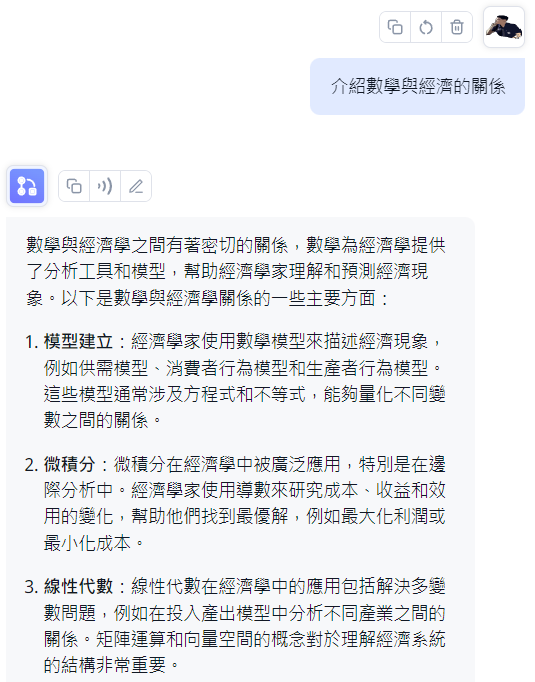 介紹數學與經濟的關係
數學與經濟學之間有著密切的關係，數學為經濟學提供
了分析工具和模型，幫助經濟學家理解和預測經濟現
象。以下是數學與經濟學關係的一些主要方面：
1. 模型建立：經濟學家使用數學模型來描述經濟現象，
例如供需模型、消費者行為模型和生產者行為模型。
這些模型通常涉及方程式和不等式，能夠量化不同變
數之間的關係。
2. 微積分：微積分在經濟學中被廣泛應用，特別是在邊
際分析中。經濟學家使用導數來研究成本、收益和效
用的變化，幫助他們找到最優解，例如最大化利潤或
最小化成本。
3. 線性代數：線性代數在經濟學中的應用包括解決多變
數問題，例如在投入產出模型中分析不同產業之間的
關係。矩陣運算和向量空間的概念對於理解經濟系統
的結構非常重要。